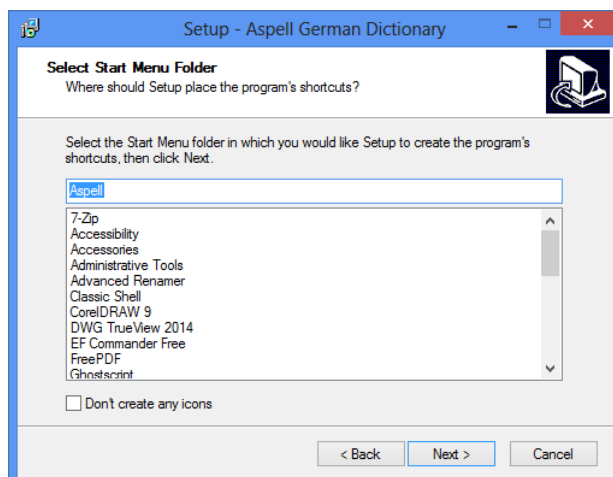 Setup - Aspell German Dictionary
Select Start Menu Folder
Where should Setup place the program's shortcuts?
Select the Start Menu folder in which you would like Setup to create the program's
shortcuts, then click Next.
Aspell
7-Zip
Accessibility
Accessories
Administrative Tools
Advanced Renamer
Classic Shell
CorelDRAW 9
DWG TrueView 2014
EF Commander Free
FreePDF
Ghostscript
Don't create any icons
< Back Next > Cancel